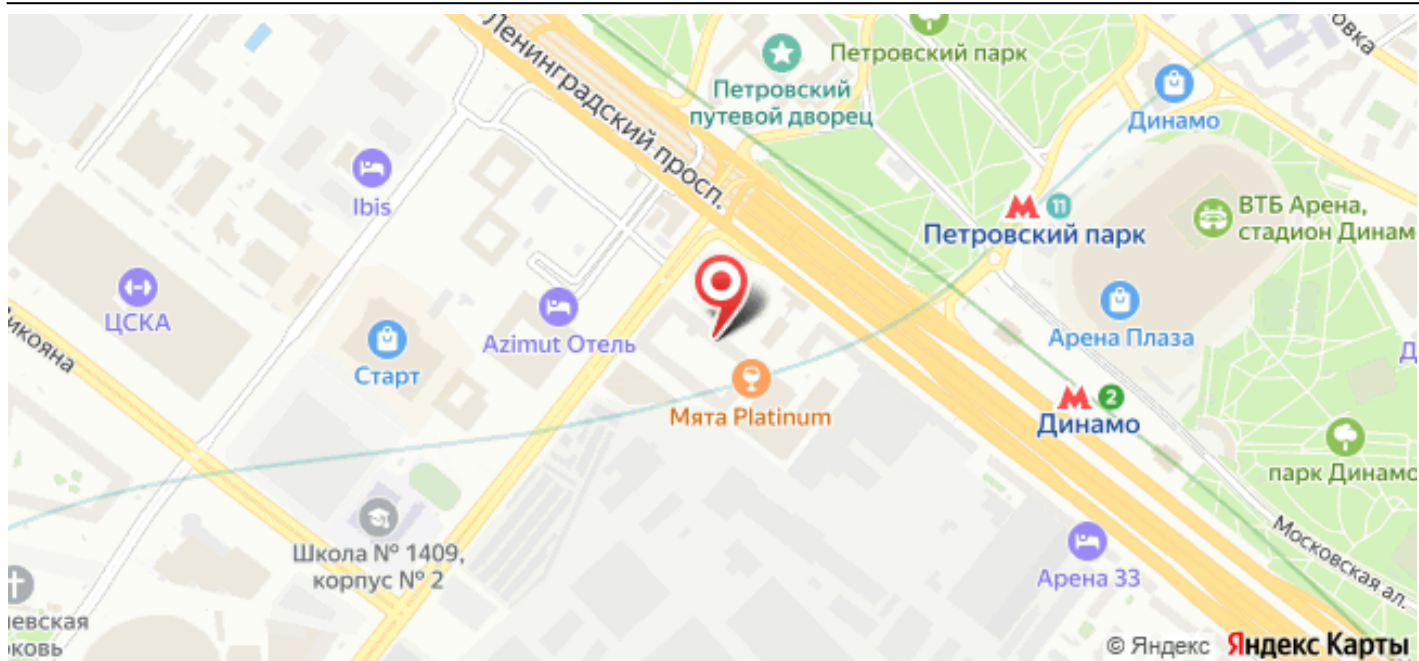 Ленинградский просп.
Петровский парк
Петровский
путевой дворец
Динамо
Ibis
М 11
Петровский парк
ВТБ Арена,
стадион Динам
ЦСКА
Azimut Отель
Старт
Арена Плаза
Мята Platinum
М 2
Динамо
парк Динамо
Школа № 1409,
корпус № 2
Арена 33
Московская ал.
© Яндекс Яндекс Карты